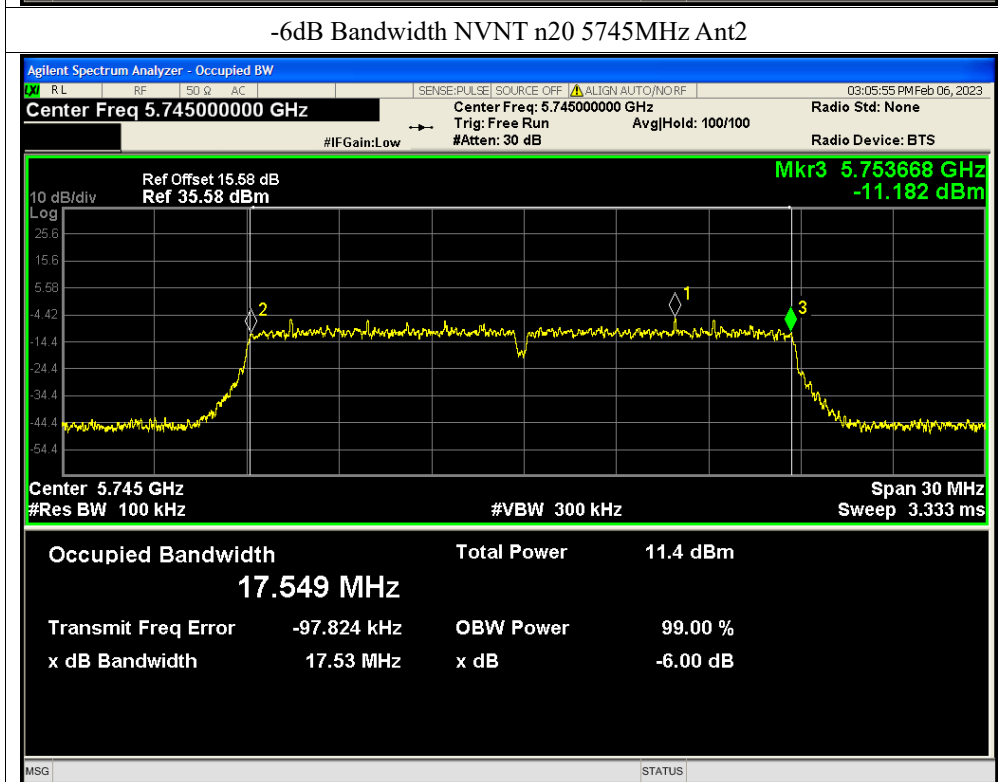 -6dB Bandwidth NVNT n20 5745MHz Ant2
Agilent Spectrum Analyzer - Occupied BW
LXI RL RF 50 Ω AC SENSE:PULSE SOURCE OFF ALIGN AUTO/NO RF 03:05:55 PM Feb 06, 2023
Center Freq 5.745000000 GHz Center Freq: 5.745000000 GHz Radio Std: None
Trig: Free Run Avg|Hold: 100/100
#IFGain:Low #Atten: 30 dB Radio Device: BTS
Mkr3 5.753668 GHz
-11.182 dBm
Ref Offset 15.58 dB
10 dB/div Ref 35.58 dBm
Log
25.6
15.6
5.58
-4.42
-14.4
-24.4
-34.4
-44.4
-54.4
2
1
3
Center 5.745 GHz Span 30 MHz
#Res BW 100 kHz #VBW 300 kHz Sweep 3.333 ms
Occupied Bandwidth Total Power 11.4 dBm
17.549 MHz
Transmit Freq Error -97.824 kHz OBW Power 99.00 %
x dB Bandwidth 17.53 MHz x dB -6.00 dB
MSG STATUS